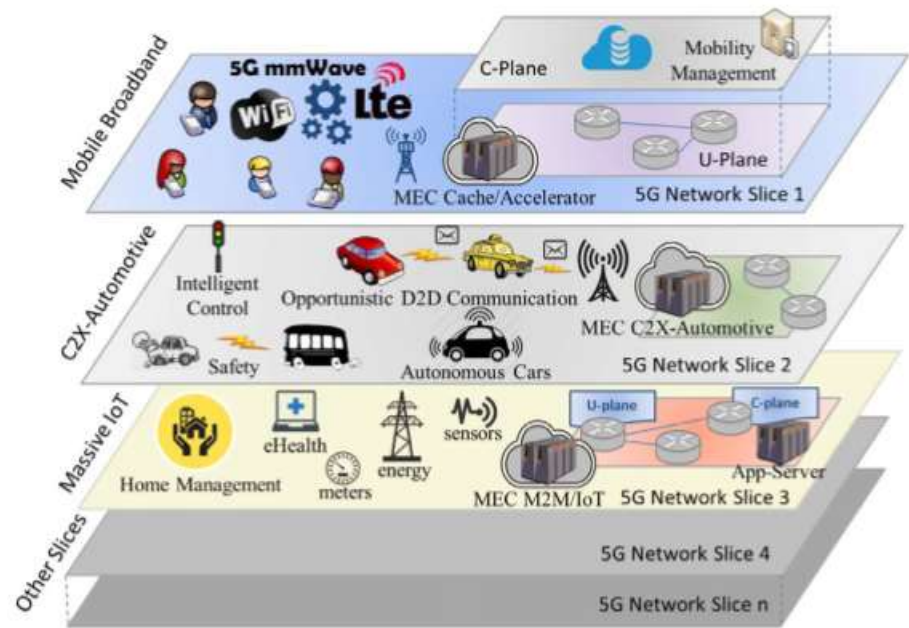 Mobile Broadband
5G mmWave
WiFi
Lte
C-Plane
Mobility
Management
U-Plane
MEC Cache/Accelerator
5G Network Slice 1
C2X-Automotive
Intelligent
Control
Opportunistic D2D Communication
MEC C2X-Automotive
Safety
Autonomous Cars
5G Network Slice 2
Massive IoT
Home Management
eHealth
meters
energy
sensors
U-plane
C-plane
MEC M2M/IoT
App-Server
5G Network Slice 3
Other Slices
5G Network Slice 4
5G Network Slice n